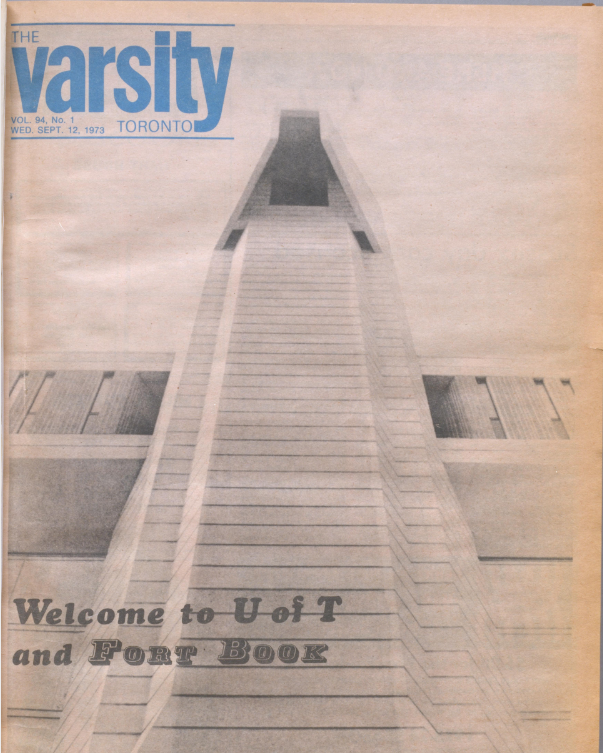 THE
varsity
VOL. 94, No. 1
WED. SEPT. 12, 1973 TORONTO
Welcome to U of T
and FORT BOOK